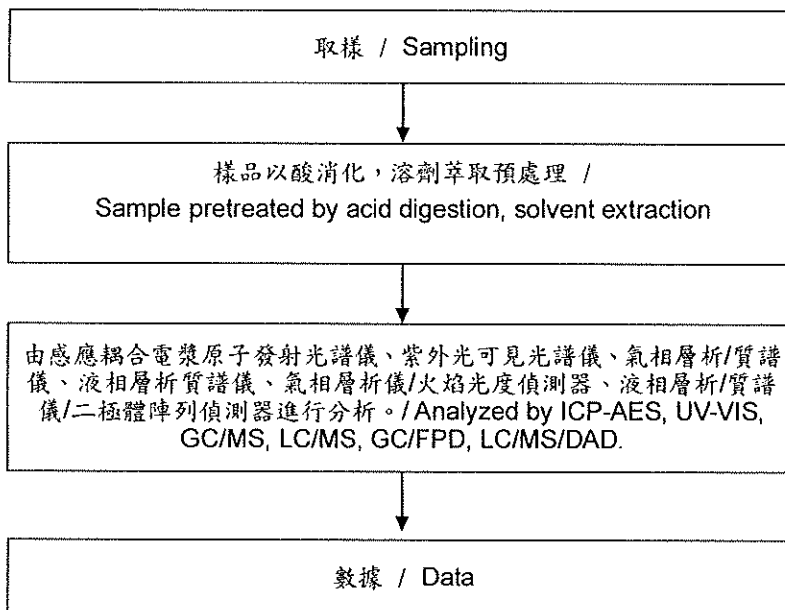 取樣 / Sampling
樣品以酸消化,溶劑萃取預處理 /
Sample pretreated by acid digestion, solvent extraction
由感應耦合電漿原子發射光譜儀、紫外光可見光譜儀、氣相層析/質譜
儀、液相層析質譜儀、氣相層析儀/火焰光度偵測器、液相層析/質譜
儀/二極體陣列偵測器進行分析。/ Analyzed by ICP-AES, UV-VIS,
GC/MS, LC/MS, GC/FPD, LC/MS/DAD.
數據 / Data